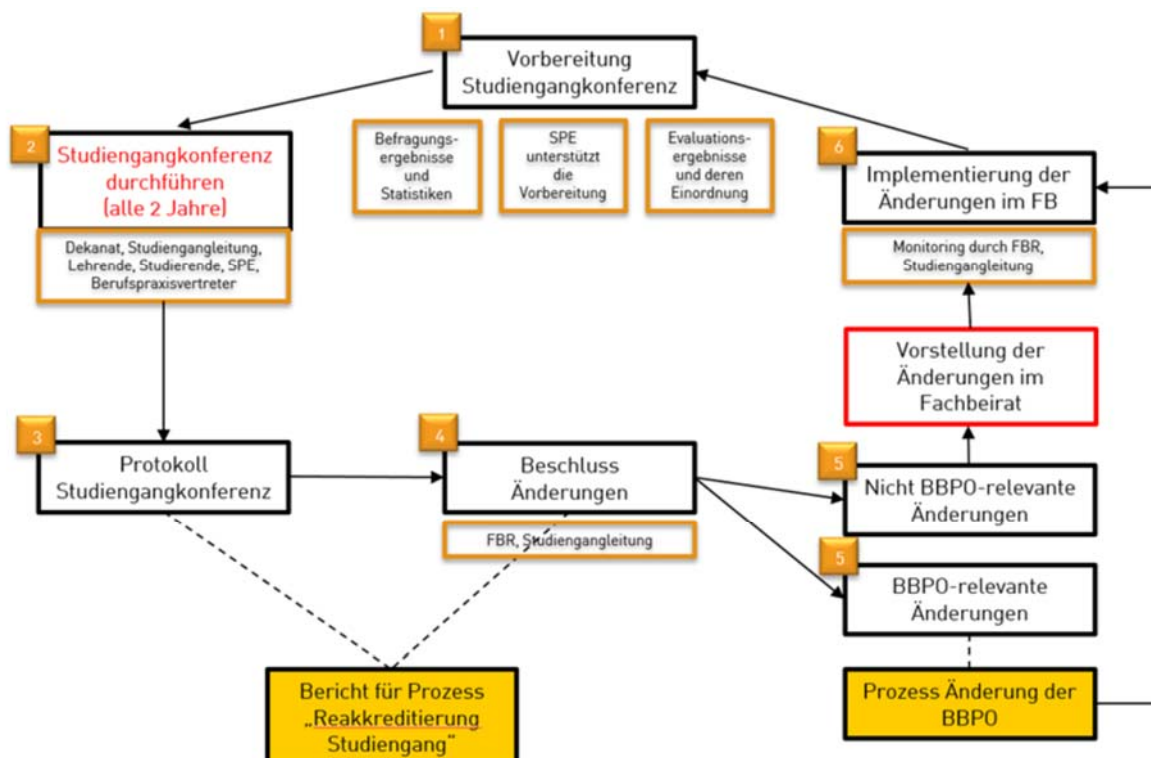 1
Vorbereitung
Studiengangkonferenz
Befragungs-
ergebnisse
und
Statistiken
SPE
unterstützt
die
Vorbereitung
Evaluations-
ergebnisse
und deren
Einordnung
2
Studiengangkonferenz
durchführen
(alle 2 Jahre)
Dekanat, Studiengangleitung,
Lehrende, Studierende, SPE,
Berufspraxisvertreter
3
Protokoll
Studiengangkonferenz
4
Beschluss
Änderungen
FBR, Studiengangleitung
5
Nicht BBPO-relevante
Änderungen
5
BBPO-relevante
Änderungen
Prozess Änderung der
BBPO
Vorstellung der
Änderungen im
Fachbeirat
6
Implementierung der
Änderungen im FB
Monitoring durch FBR,
Studiengangleitung
Bericht für Prozess
„Reakkreditierung
Studiengang“